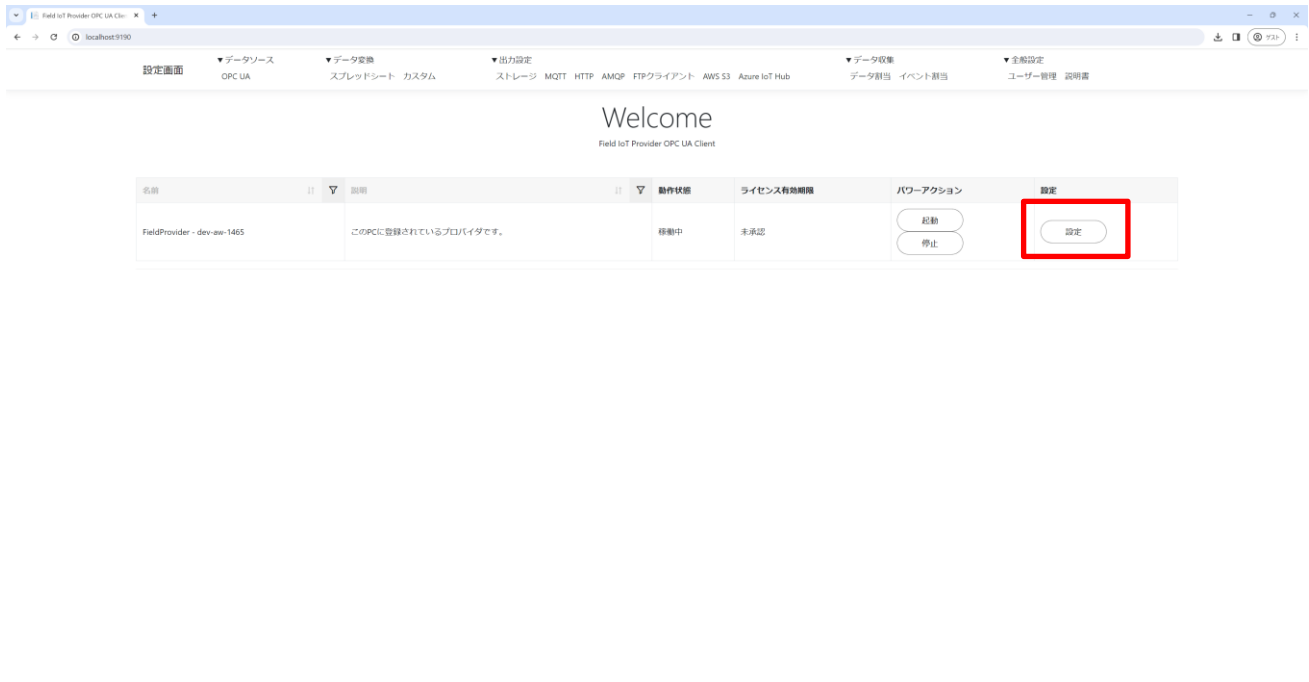 Field IoT Provider OPC UA Clie
localhost:9190
ゲスト
設定画面
▼データソース
OPC UA
▼データ変換
スプレッドシート カスタム
▼出力設定
ストレージ MQTT HTTP AMQP FTPクライアント AWS S3 Azure IoT Hub
▼データ収集
データ割当 イベント割当
▼全般設定
ユーザー管理 説明書
Welcome
Field IoT Provider OPC UA Client
名前 説明 動作状態 ライセンス有効期限 パワーアクション 設定
FieldProvider - dev-aw-1465 このPCに登録されているプロバイダです。 稼働中 未承認 起動 設定
停止